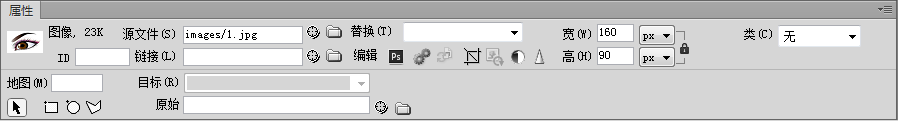 属性
图像, 23K 源文件(S) images/1.jpg 替换(T) 宽(W) 160 px 类(C) 无
ID 链接(L) 编辑 Ps 高(H) 90 px
地图(M) 目标(R)
原始